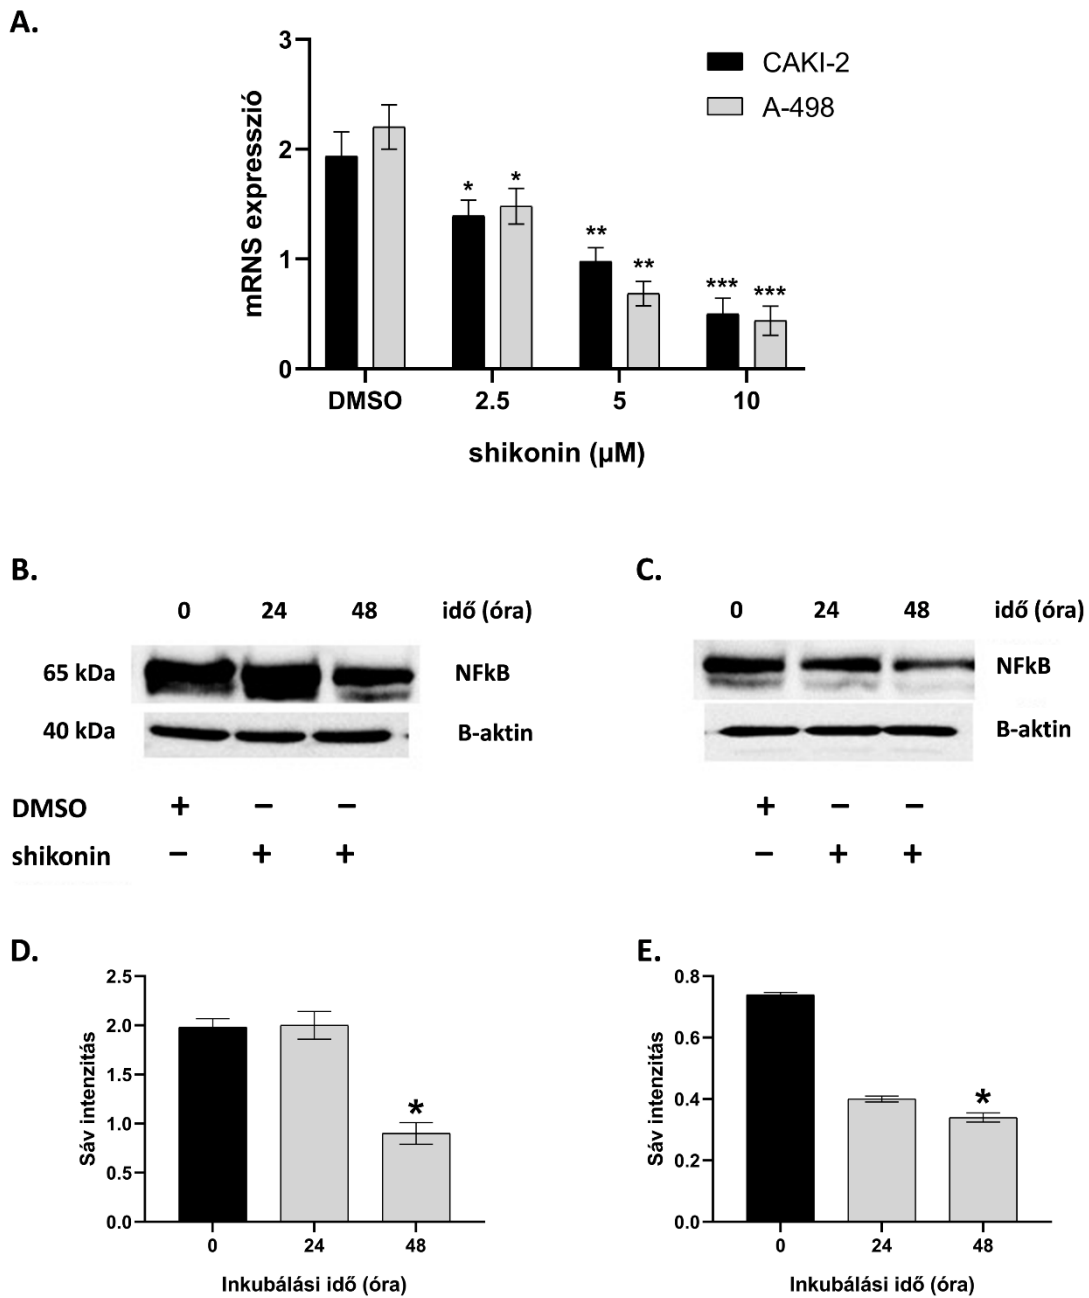 A.
3
2
1
0
mRNS expresszió
CAKI-2
A-498
* *
** **
*** ***
DMSO 2.5 5 10
shikonin (µM)
B.
0 24 48 idő (óra)
65 kDa NFkB
40 kDa B-aktin
DMSO + − −
shikonin − + +
C.
0 24 48 idő (óra)
NFkB
B-aktin
+ − −
− + +
D.
2.5
2.0
1.5
1.0
0.5
0.0
Sáv intenzitás
*
0 24 48
Inkubálási idő (óra)
E.
0.8
0.6
0.4
0.2
0.0
Sáv intenzitás
*
0 24 48
Inkubálási idő (óra)